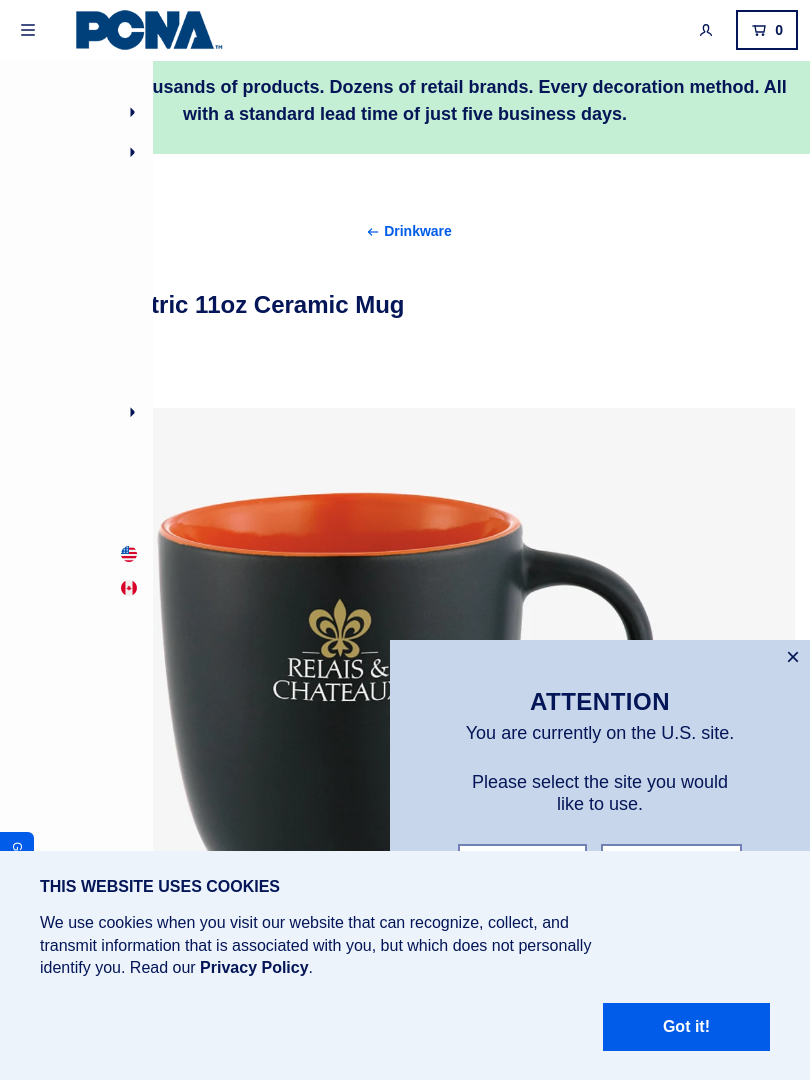 PCNA™
0
usands of products. Dozens of retail brands. Every decoration method. All
with a standard lead time of just five business days.
← Drinkware
tric 11oz Ceramic Mug
RELAIS &
CHATEAUX
ATTENTION
You are currently on the U.S. site.
Please select the site you would
like to use.
G
THIS WEBSITE USES COOKIES
We use cookies when you visit our website that can recognize, collect, and
transmit information that is associated with you, but which does not personally
identify you. Read our Privacy Policy.
Got it!